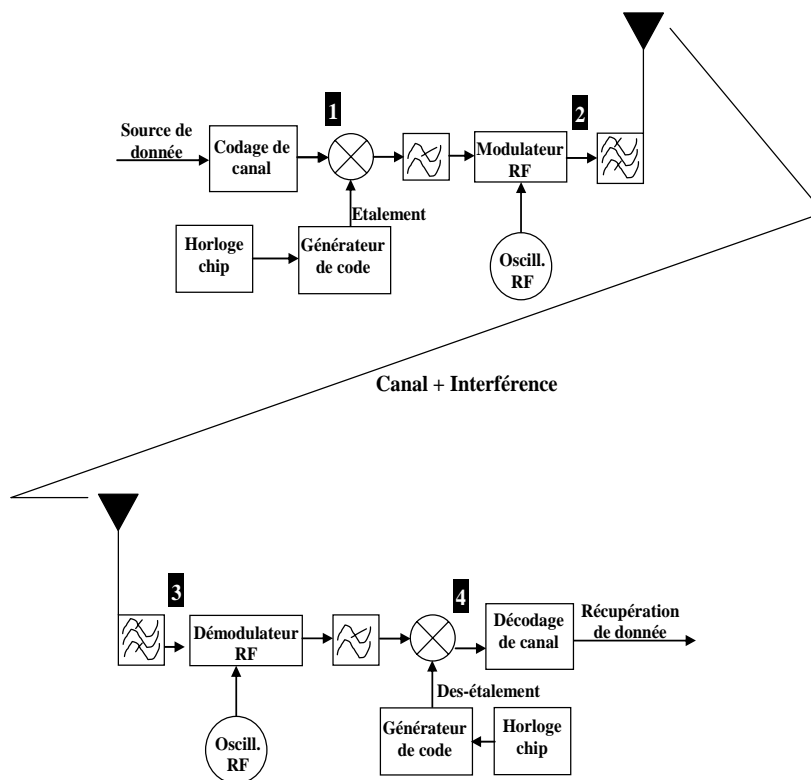 1
2
Source de
donnée
Codage de
canal
Modulateur
RF
Etalement
Horloge
chip
Générateur
de code
Oscill.
RF
Canal + Interférence
3
4
Démodulateur
RF
Décodage
de canal
Récupération
de donnée
Des-étalement
Oscill.
RF
Générateur
de code
Horloge
chip